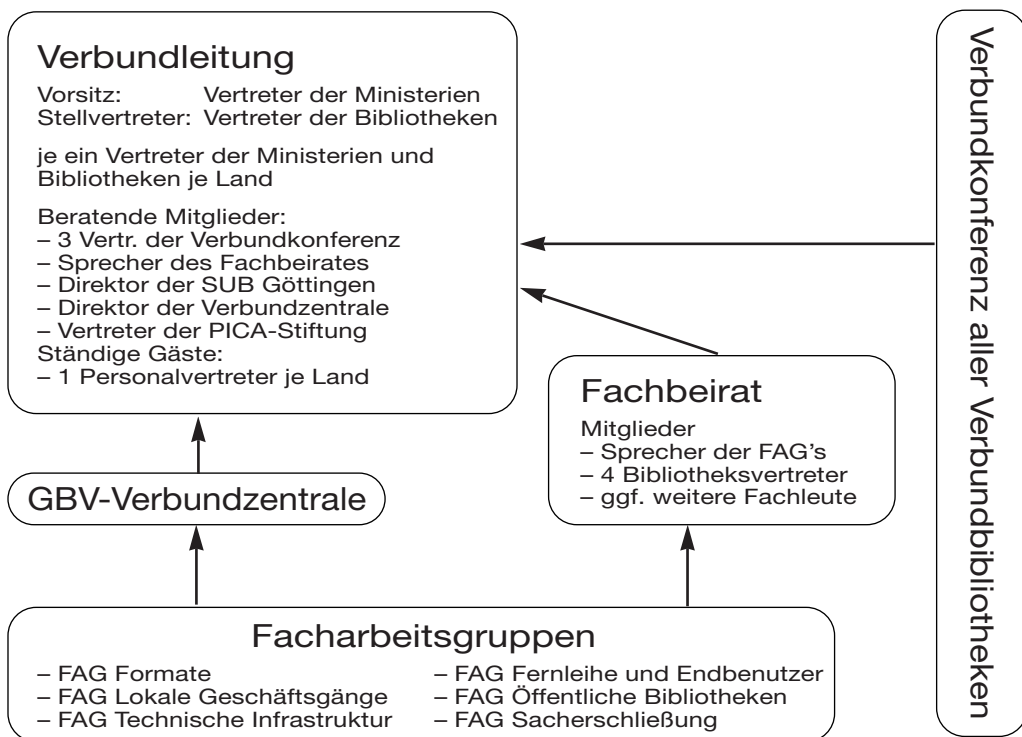 Verbundleitung
Vorsitz: Vertreter der Ministerien
Stellvertreter: Vertreter der Bibliotheken
je ein Vertreter der Ministerien und
Bibliotheken je Land
Beratende Mitglieder:
– 3 Vertr. der Verbundkonferenz
– Sprecher des Fachbeirates
– Direktor der SUB Göttingen
– Direktor der Verbundzentrale
– Vertreter der PICA-Stiftung
Ständige Gäste:
– 1 Personalvertreter je Land
Verbundkonferenz aller Verbundbibliotheken
Fachbeirat
Mitglieder
– Sprecher der FAG's
– 4 Bibliotheksvertreter
– ggf. weitere Fachleute
GBV-Verbundzentrale
Facharbeitsgruppen
– FAG Formate
– FAG Lokale Geschäftsgänge
– FAG Technische Infrastruktur
– FAG Fernleihe und Endbenutzer
– FAG Öffentliche Bibliotheken
– FAG Sacherschließung